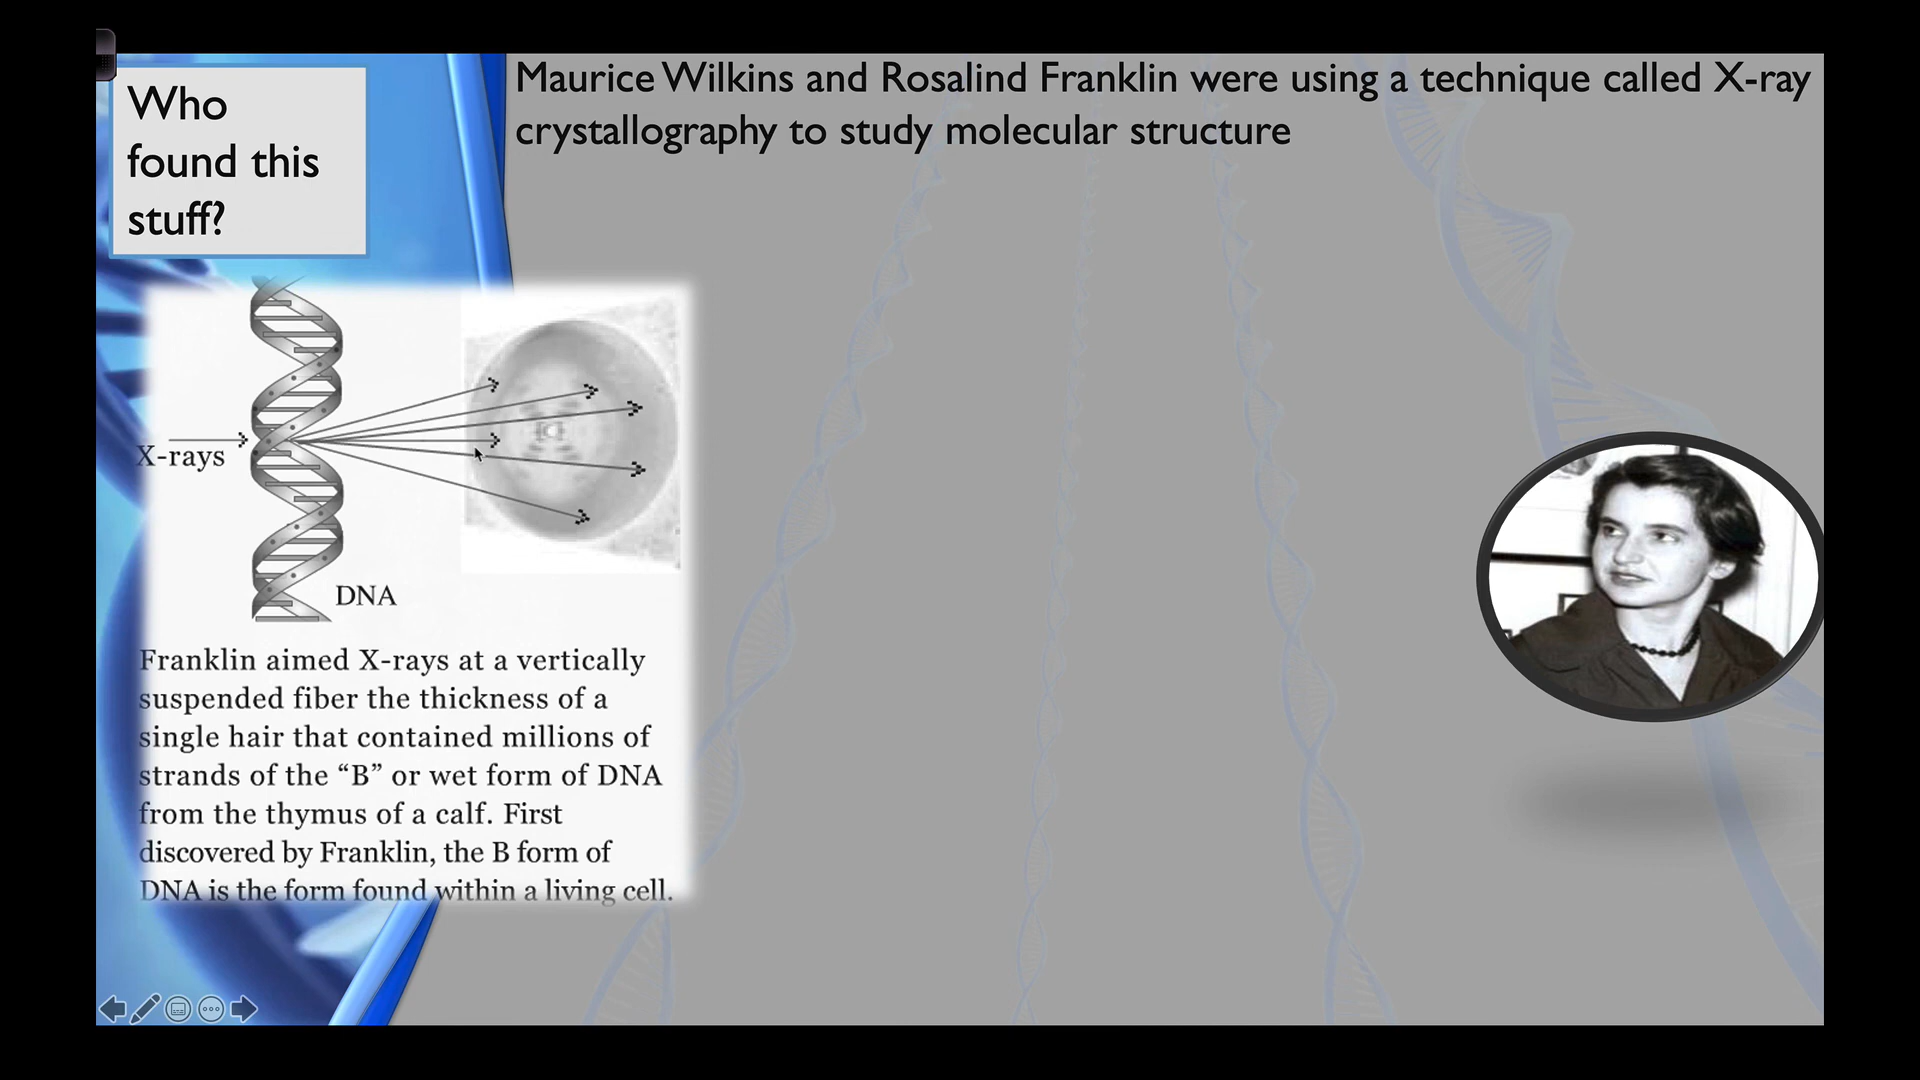 Who
found this
stuff?
Maurice Wilkins and Rosalind Franklin were using a technique called X-ray
crystallography to study molecular structure
X-rays
DNA
Franklin aimed X-rays at a vertically
suspended fiber the thickness of a
single hair that contained millions of
strands of the “B” or wet form of DNA
from the thymus of a calf. First
discovered by Franklin, the B form of
DNA is the form found within a living cell.